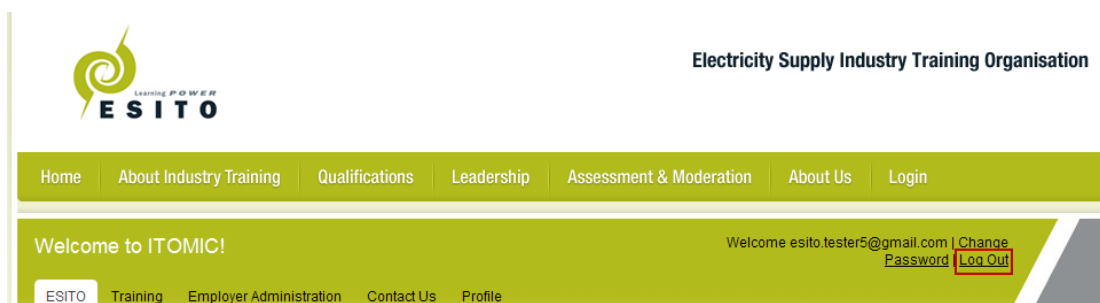 Learning POWER
ESITO
Electricity Supply Industry Training Organisation
Home About Industry Training Qualifications Leadership Assessment & Moderation About Us Login
Welcome to ITOMIC!
Welcome esito.tester5@gmail.com | Change
Password | Log Out
ESITO Training Employer Administration Contact Us Profile